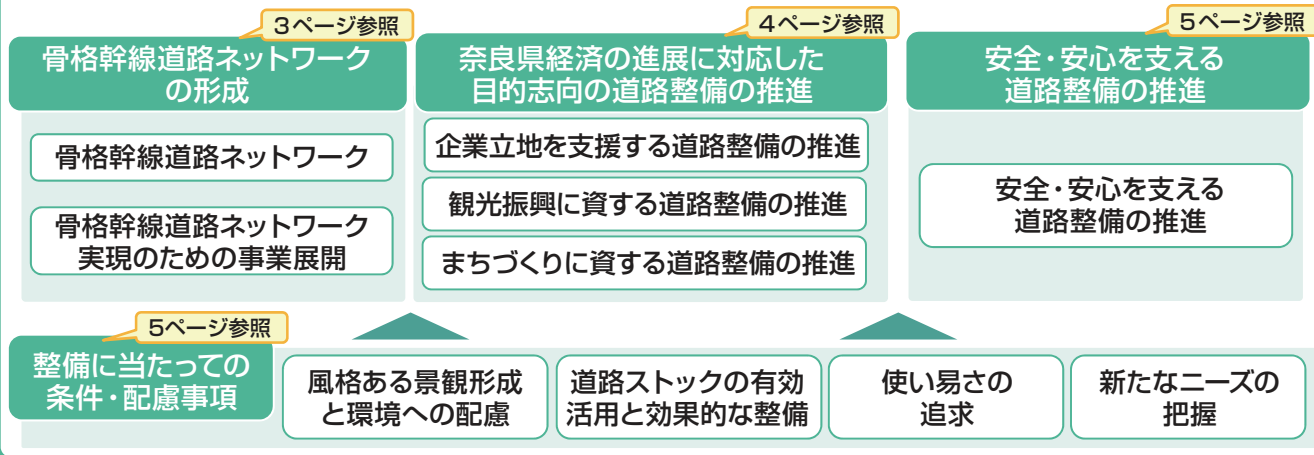 3ページ参照
骨格幹線道路ネットワーク
の形成
骨格幹線道路ネットワーク
骨格幹線道路ネットワーク
実現のための事業展開
4ページ参照
奈良県経済の進展に対応した
目的志向の道路整備の推進
企業立地を支援する道路整備の推進
観光振興に資する道路整備の推進
まちづくりに資する道路整備の推進
5ページ参照
安全・安心を支える
道路整備の推進
安全・安心を支える
道路整備の推進
5ページ参照
整備に当たっての
条件・配慮事項
風格ある景観形成
と環境への配慮
道路ストックの有効
活用と効果的な整備
使い易さの
追求
新たなニーズの
把握